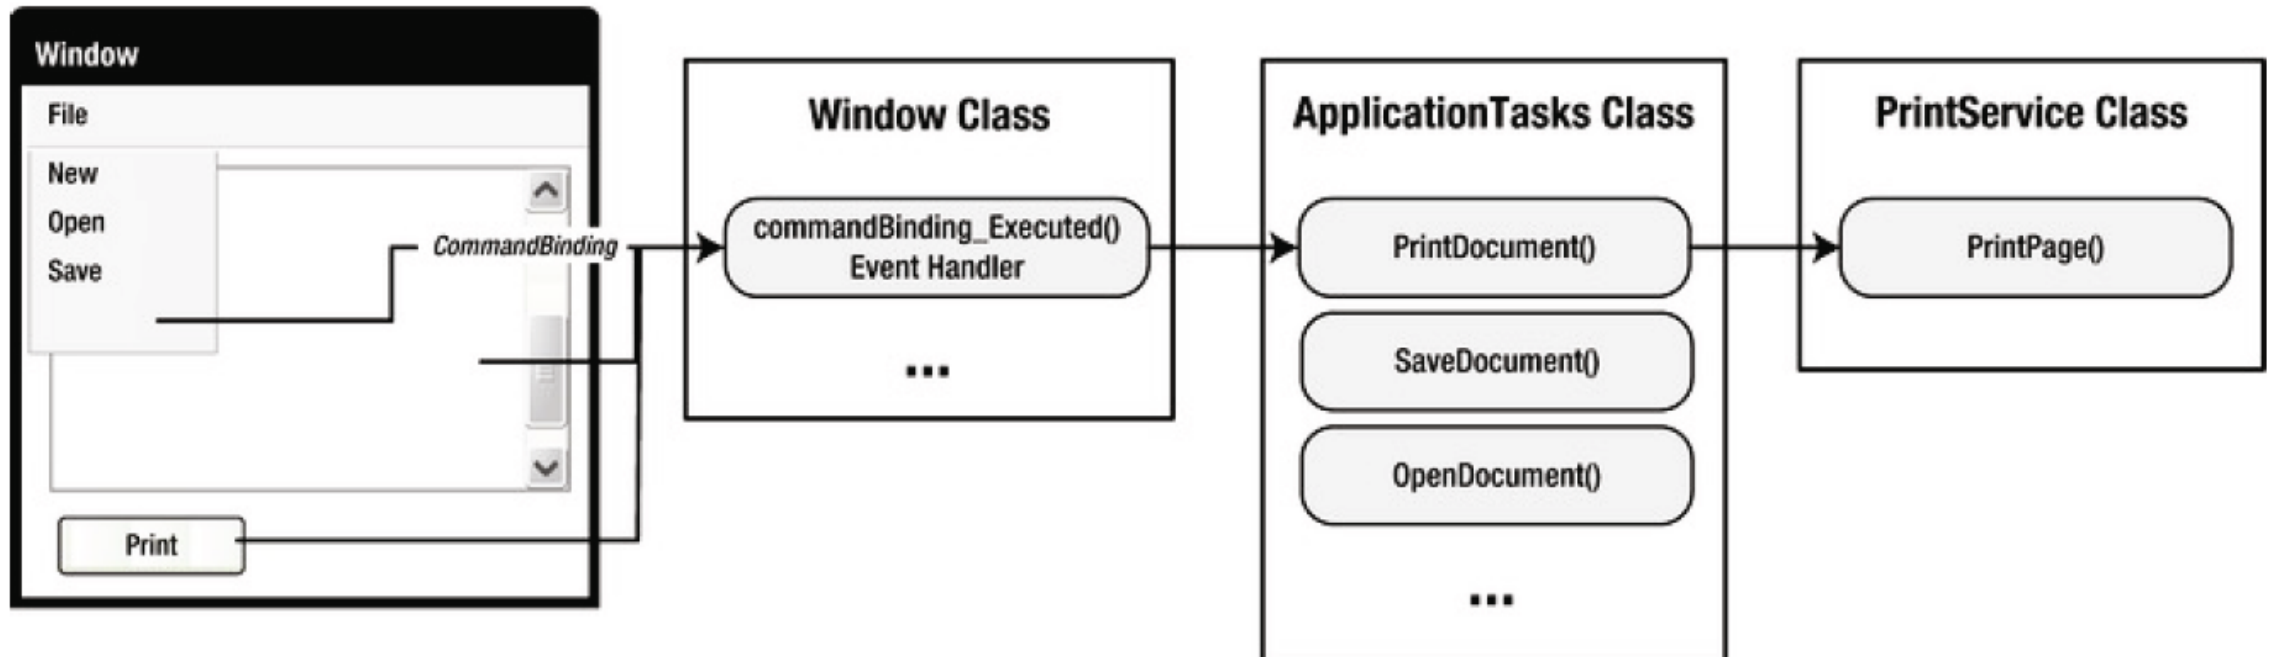 Window
File
New
Open
Save
Print
CommandBinding
Window Class
commandBinding_Executed()
Event Handler
...
ApplicationTasks Class
PrintDocument()
SaveDocument()
OpenDocument()
...
PrintService Class
PrintPage()